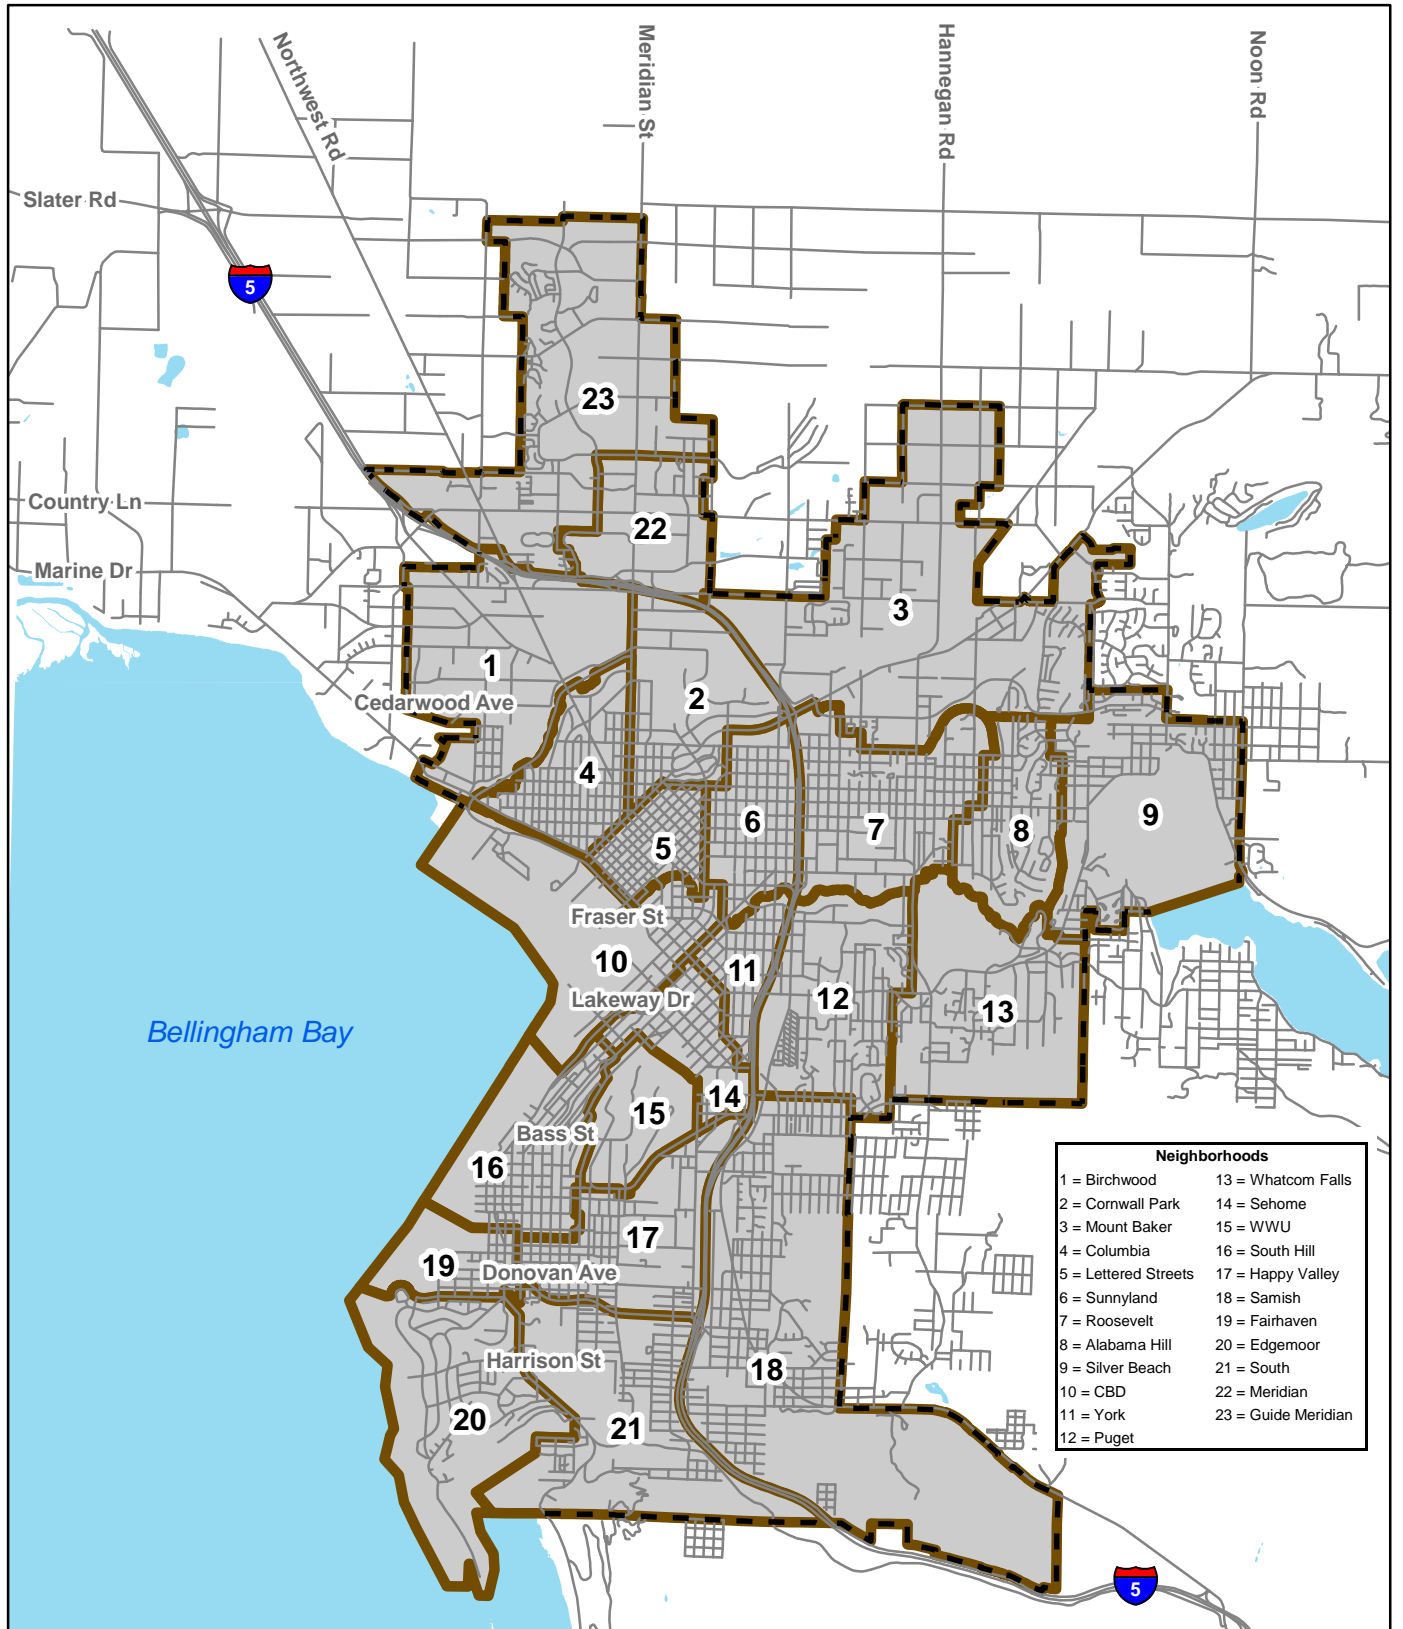 Northwest Rd
Meridian St
Hannegan Rd
Noon Rd
Slater Rd
5
23
Country Ln
22
Marine Dr
3
1
2
Cedarwood Ave
4
5
6
7
8
9
Fraser St
10
11
Lakeway Dr
12
13
Bellingham Bay
14
15
Bass St
16
17
19
Donovan Ave
Harrison St
18
20
21
5
Neighborhoods
1 = Birchwood
2 = Cornwall Park
3 = Mount Baker
4 = Columbia
5 = Lettered Streets
6 = Sunnyland
7 = Roosevelt
8 = Alabama Hill
9 = Silver Beach
10 = CBD
11 = York
12 = Puget
13 = Whatcom Falls
14 = Sehome
15 = WWU
16 = South Hill
17 = Happy Valley
18 = Samish
19 = Fairhaven
20 = Edgemoor
21 = South
22 = Meridian
23 = Guide Meridian